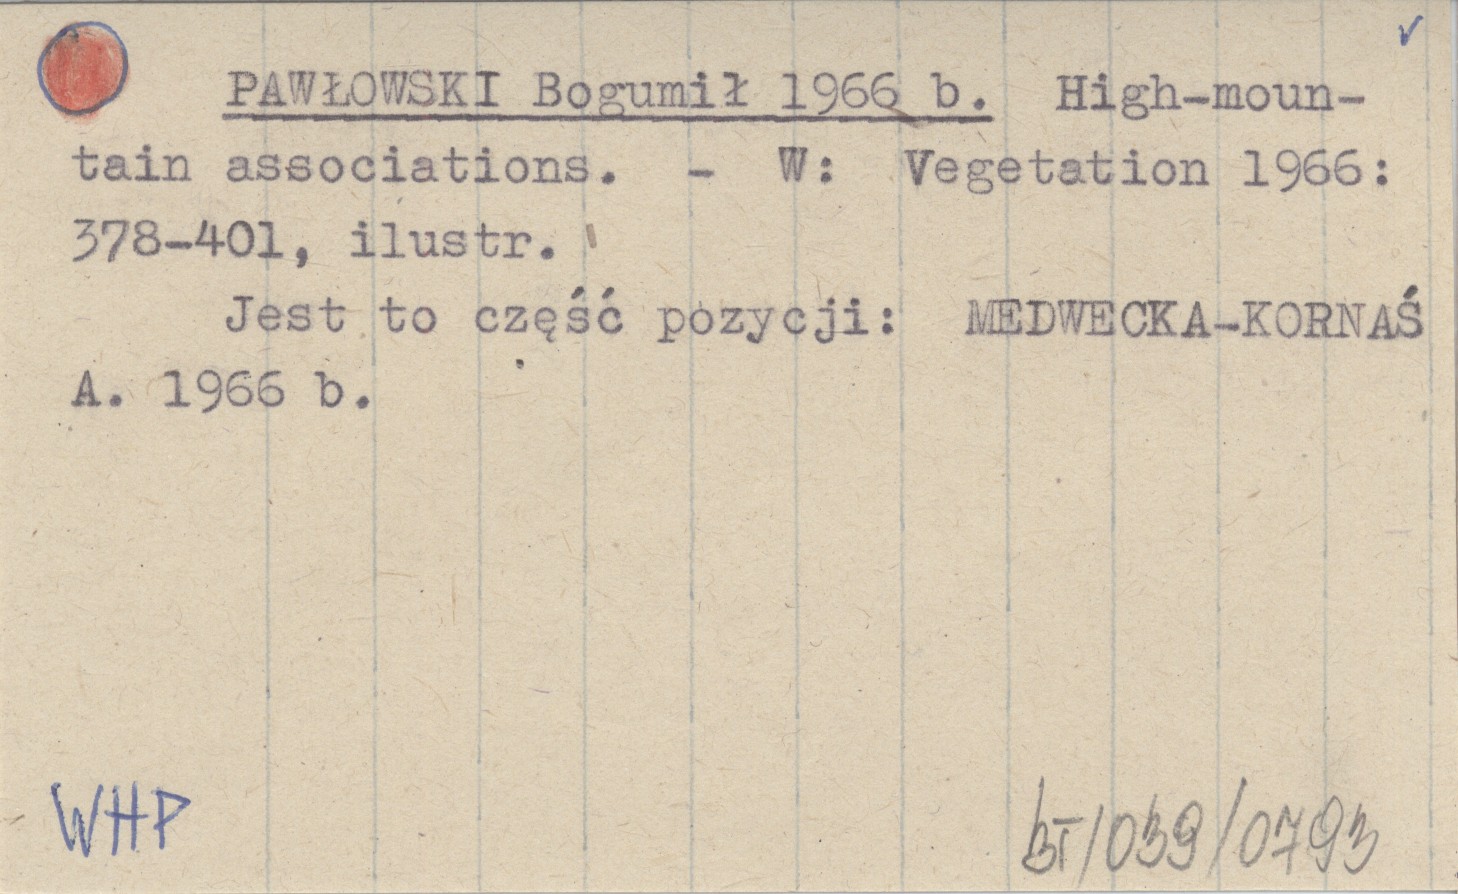 PAWŁOWSKI Bogumił 1966 b. High-moun-
tain associations. - W: Vegetation 1966:
378-401, ilustr.
Jest to część pozycji: MEDWECKA-KORNAŚ
A. 1966 b.
WHP
BT/039/0793